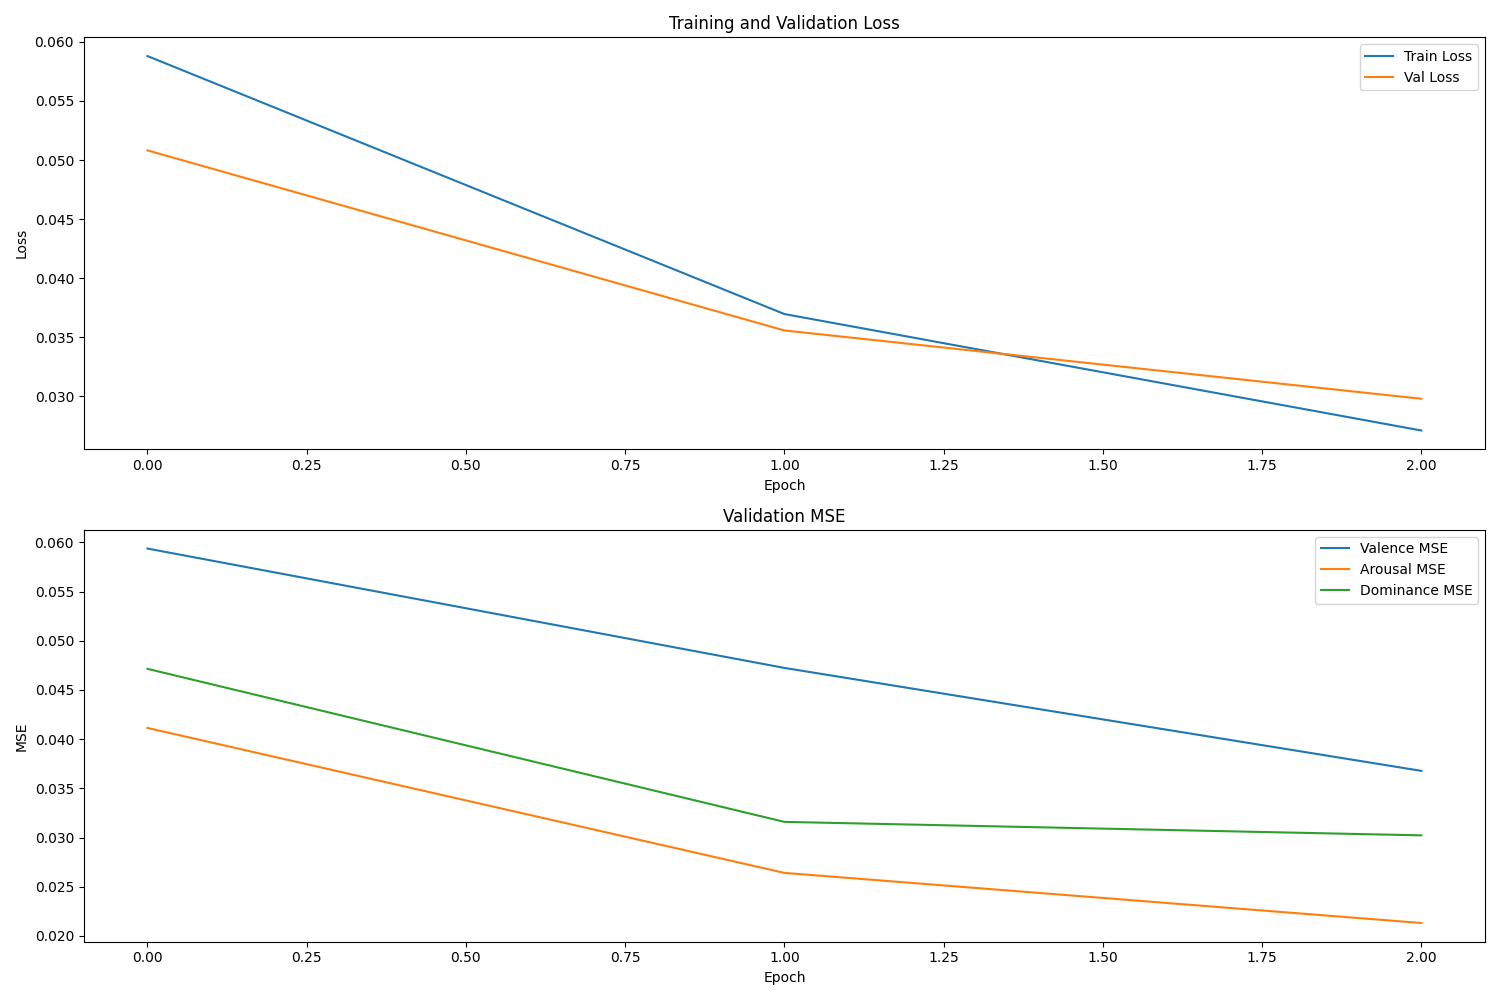 Training and Validation Loss
0.060
0.055
0.050
0.045
0.040
0.035
0.030
Loss
Train Loss
Val Loss
0.00 0.25 0.50 0.75 1.00 1.25 1.50 1.75 2.00
Epoch
Validation MSE
0.060
0.055
0.050
0.045
0.040
0.035
0.030
0.025
0.020
MSE
Valence MSE
Arousal MSE
Dominance MSE
0.00 0.25 0.50 0.75 1.00 1.25 1.50 1.75 2.00
Epoch